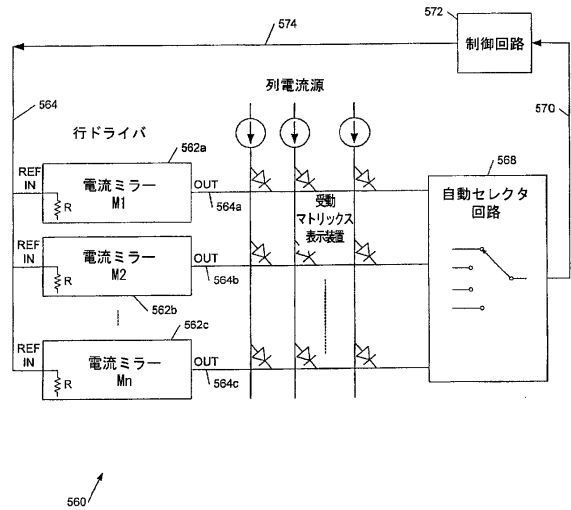 574
572
制御回路
564
列電流源
570
行ドライバ
562a
568
REF
IN
電流ミラー
M1
R
OUT
564a
受動
マトリックス
表示装置
自動セレクタ
回路
REF
IN
電流ミラー
M2
R
OUT
564b
562b
562c
REF
IN
電流ミラー
Mn
R
OUT
564c
560